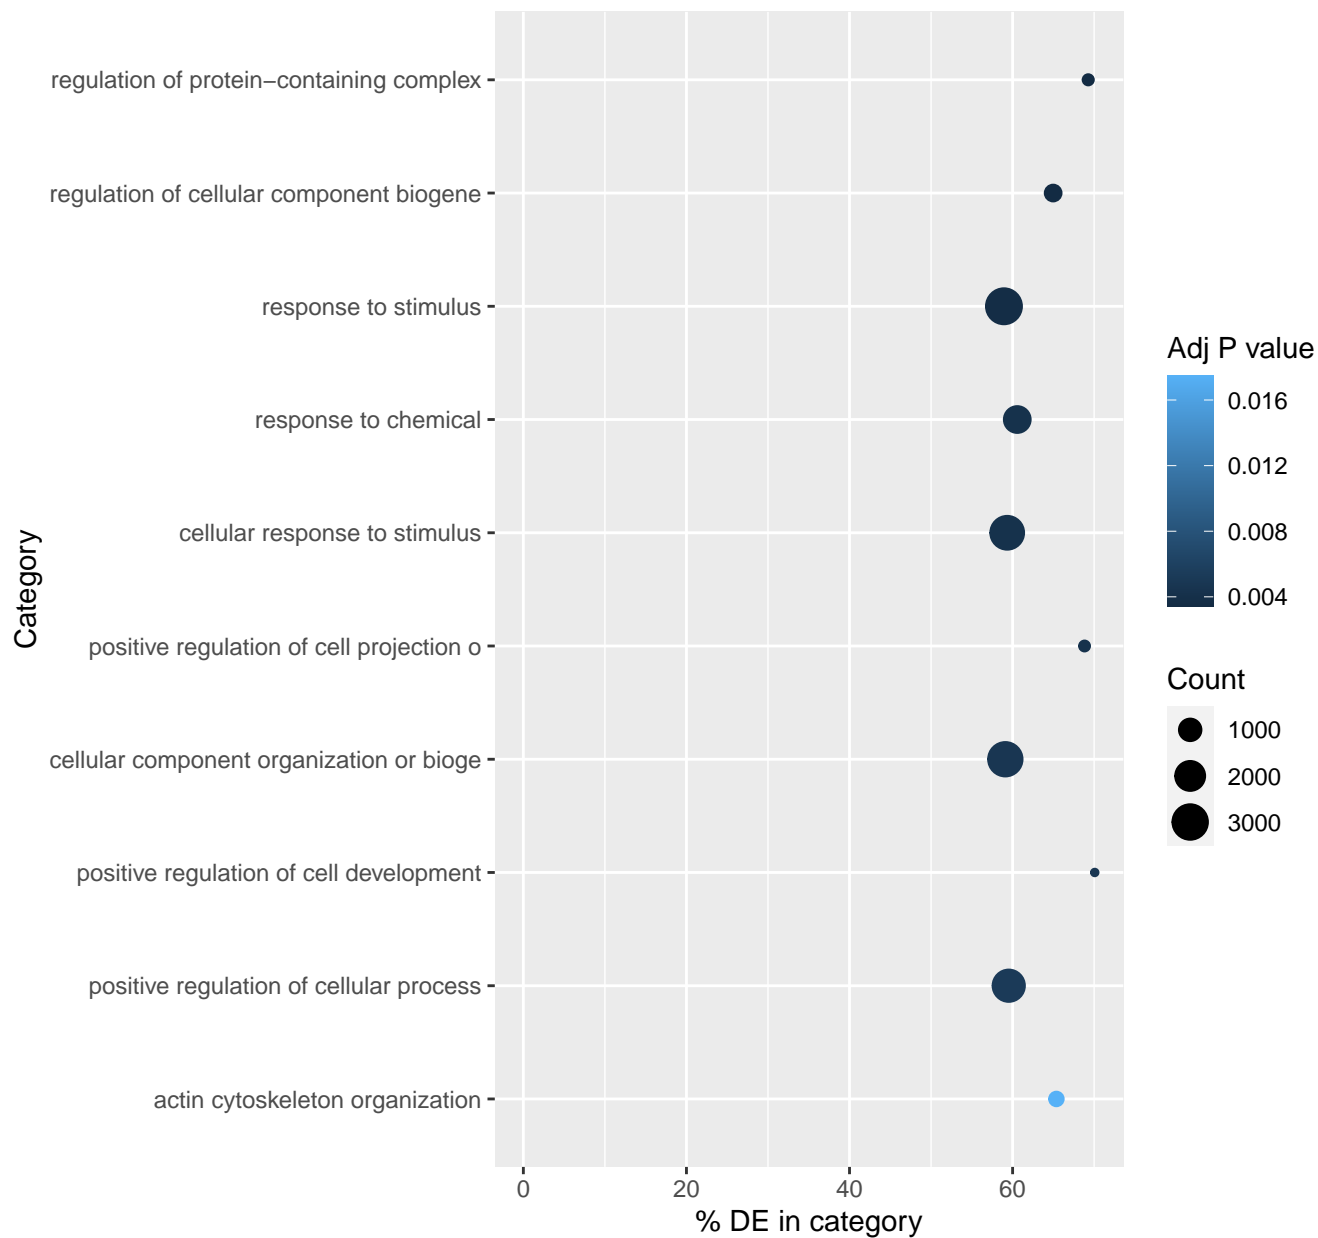 regulation of protein−containing complex
regulation of cellular component biogene
response to stimulus
response to chemical
cellular response to stimulus
positive regulation of cell projection o
cellular component organization or bioge
positive regulation of cell development
positive regulation of cellular process
actin cytoskeleton organization
Category
0 20 40 60
% DE in category
Adj P value
0.016
0.012
0.008
0.004
Count
1000
2000
3000